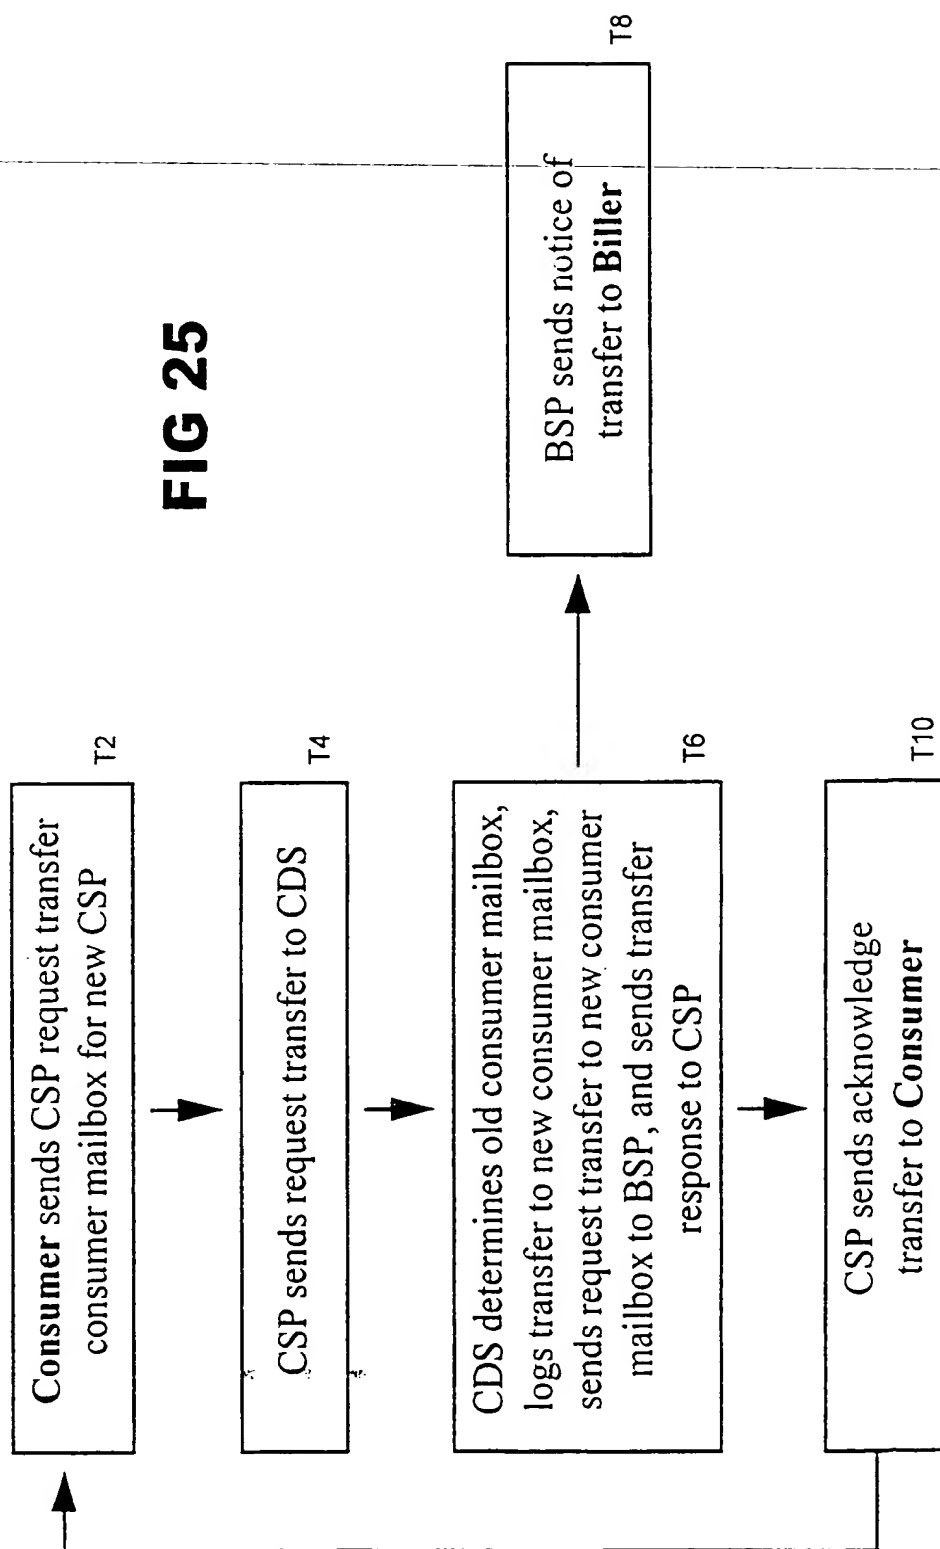 FIG 25
Consumer sends CSP request transfer
consumer mailbox for new CSP
T2
CSP sends request transfer to CDS
T4
CDS determines old consumer mailbox,
logs transfer to new consumer mailbox,
sends request transfer to new consumer
mailbox to BSP, and sends transfer
response to CSP
T6
BSP sends notice of
transfer to Biller
T8
CSP sends acknowledge
transfer to Consumer
T10